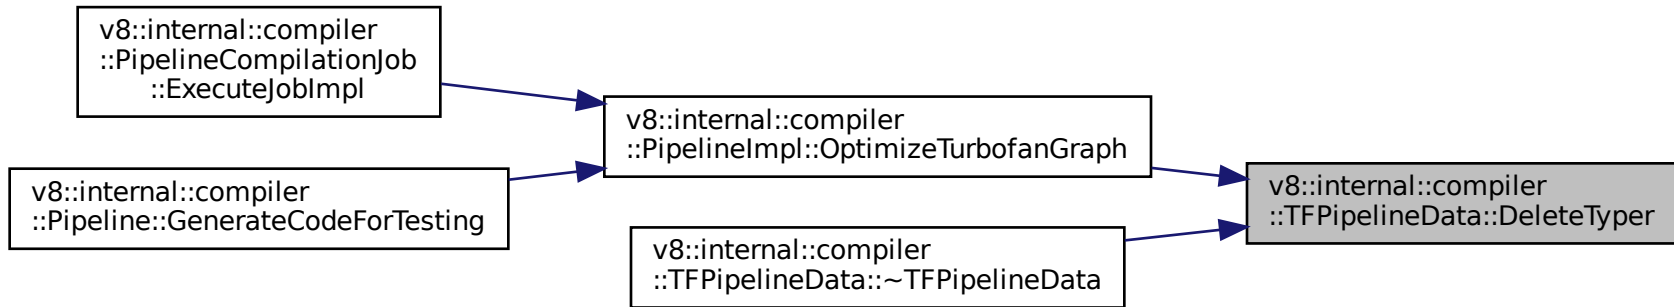 v8::internal::compiler
::PipelineCompilationJob
::ExecuteJobImpl
v8::internal::compiler
::Pipeline::GenerateCodeForTesting
v8::internal::compiler
::PipelineImpl::OptimizeTurbofanGraph
v8::internal::compiler
::TFPipelineData::~TFPipelineData
v8::internal::compiler
::TFPipelineData::DeleteTyper